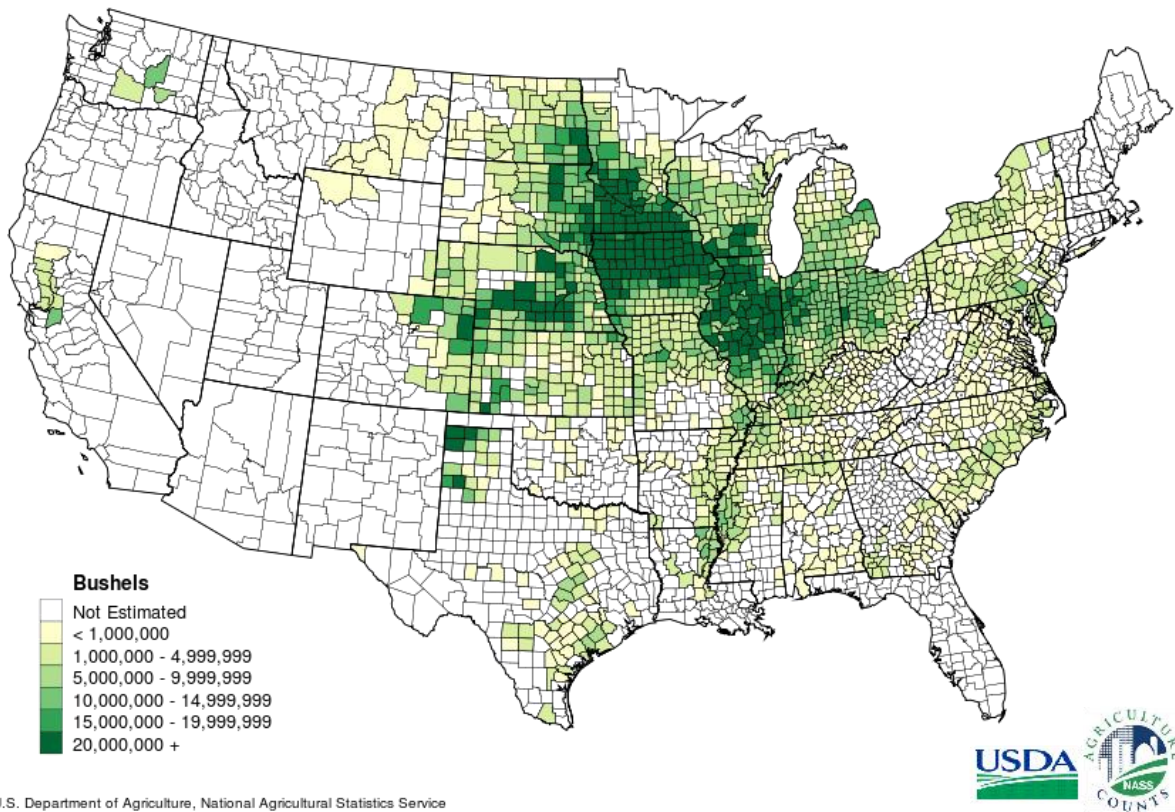 Bushels
Not Estimated
< 1,000,000
1,000,000 - 4,999,999
5,000,000 - 9,999,999
10,000,000 - 14,999,999
15,000,000 - 19,999,999
20,000,000 +
USDA
AGRICULTURE
NASS
COUNTS
.S. Department of Agriculture, National Agricultural Statistics Service